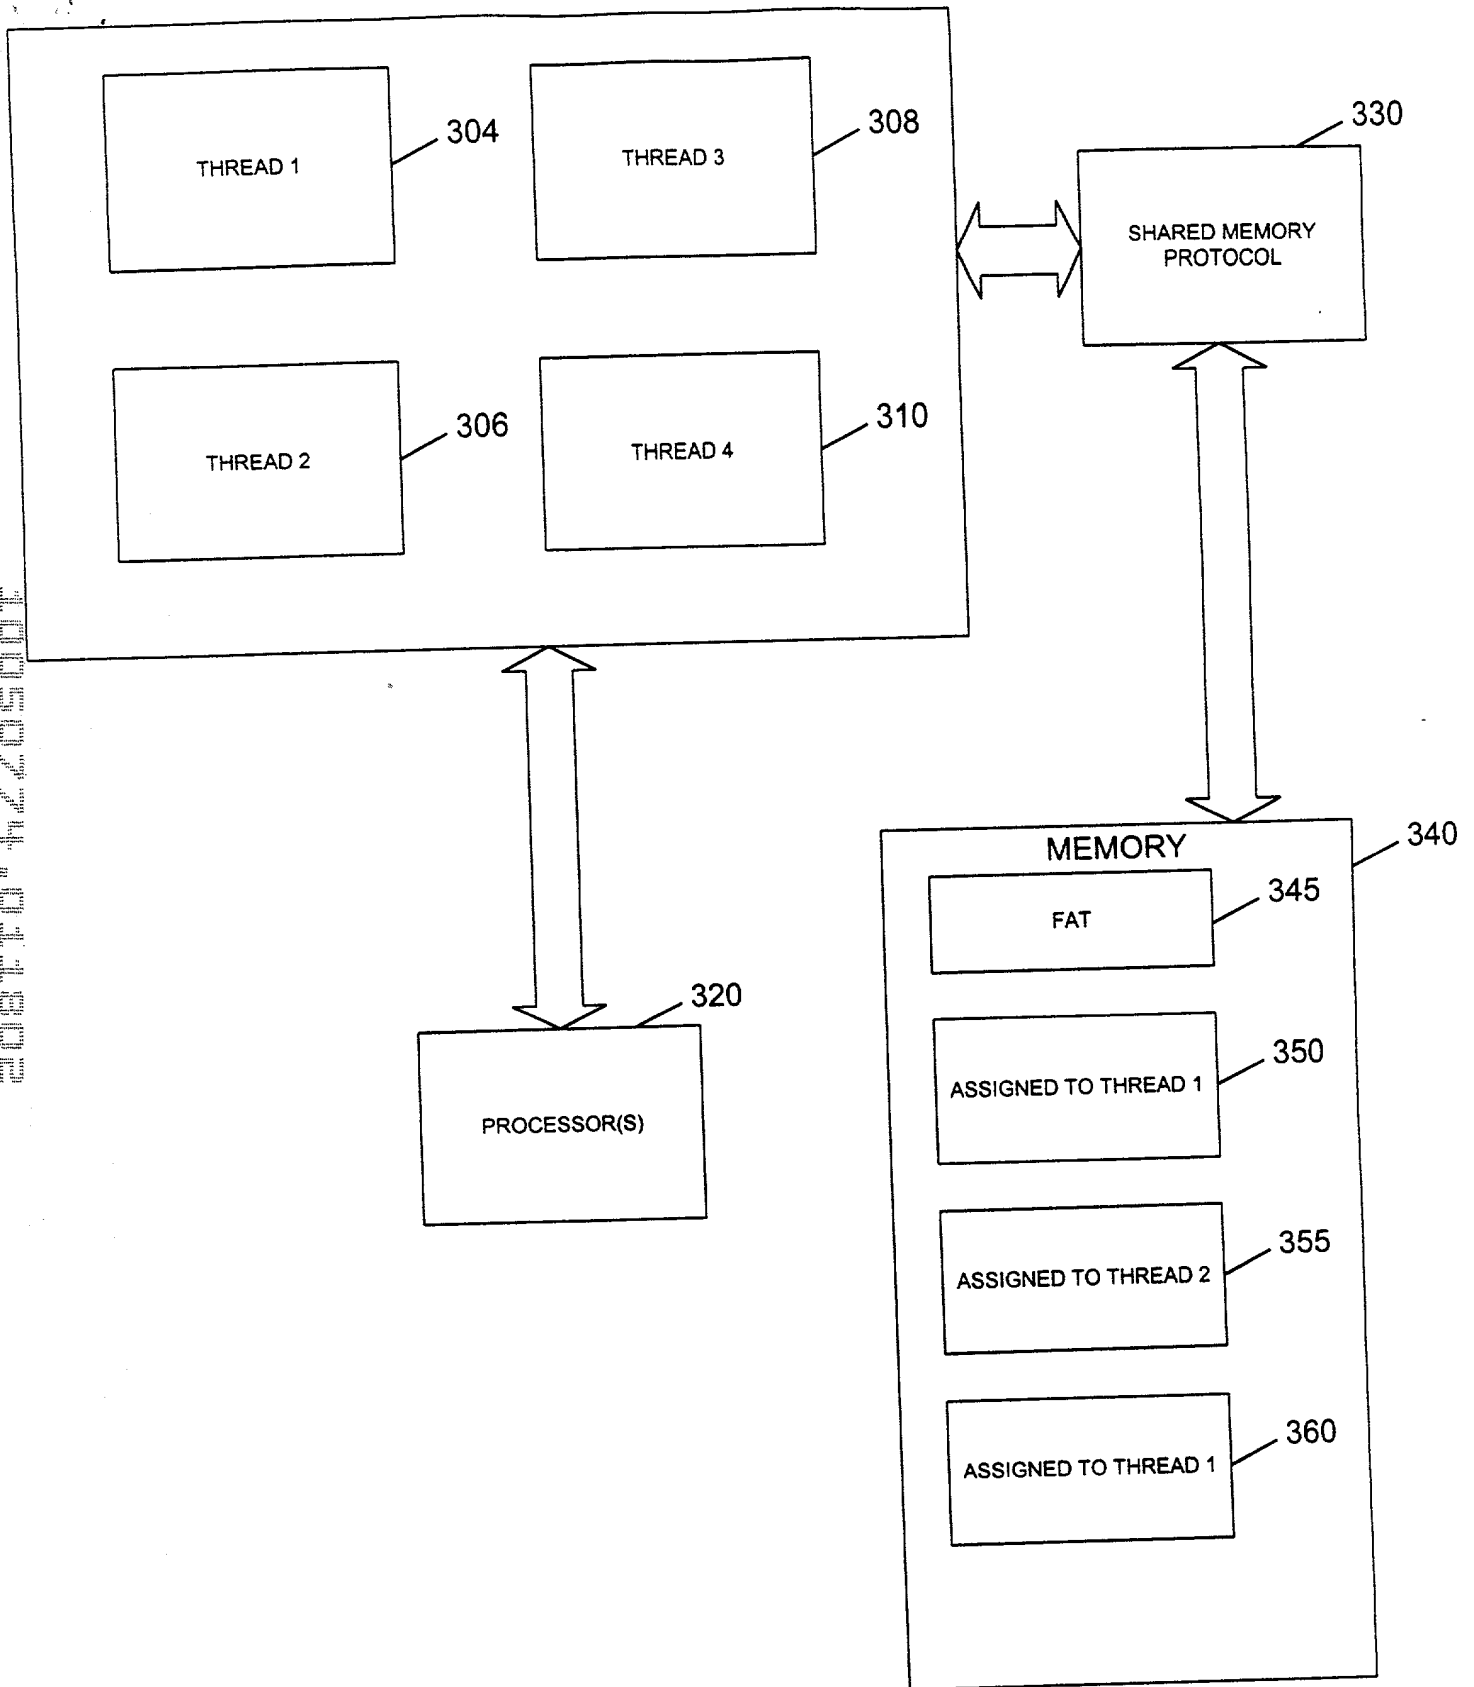 THREAD 1
304
THREAD 3
308
330
SHARED MEMORY
PROTOCOL
THREAD 2
306
THREAD 4
310
MEMORY
340
FAT
345
320
PROCESSOR(S)
ASSIGNED TO THREAD 1
350
ASSIGNED TO THREAD 2
355
ASSIGNED TO THREAD 1
360